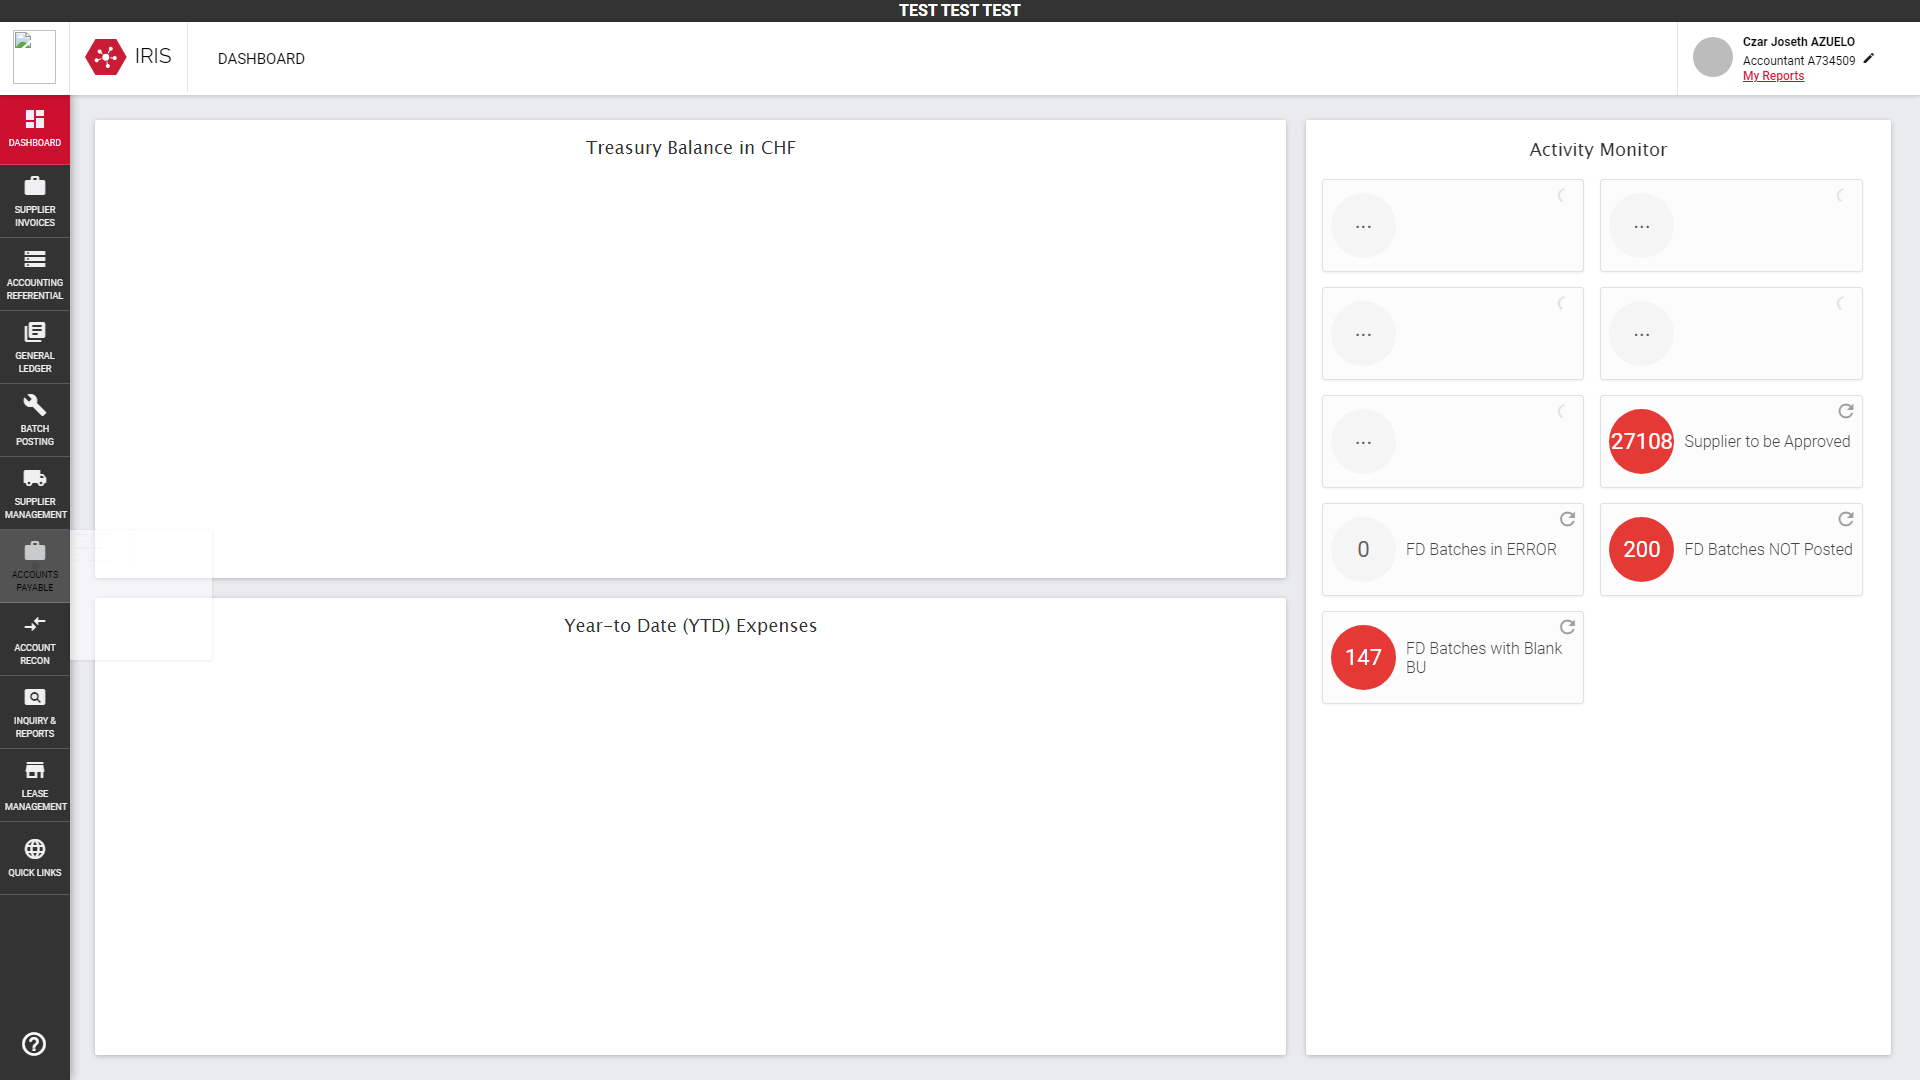 TEST TEST TEST
IRIS
DASHBOARD
Czar Joseth AZUELO
Accountant A734509
My Reports
DASHBOARD
SUPPLIER
INVOICES
ACCOUNTING
REFERENTIAL
GENERAL
LEDGER
BATCH
POSTING
SUPPLIER
MANAGEMENT
ACCOUNTS
PAYABLE
ACCOUNT
RECON
INQUIRY &
REPORTS
LEASE
MANAGEMENT
QUICK LINKS
Treasury Balance in CHF
Year-to Date (YTD) Expenses
Activity Monitor
...
...
...
...
...
27108 Supplier to be Approved
0 FD Batches in ERROR
200 FD Batches NOT Posted
147 FD Batches with Blank
BU